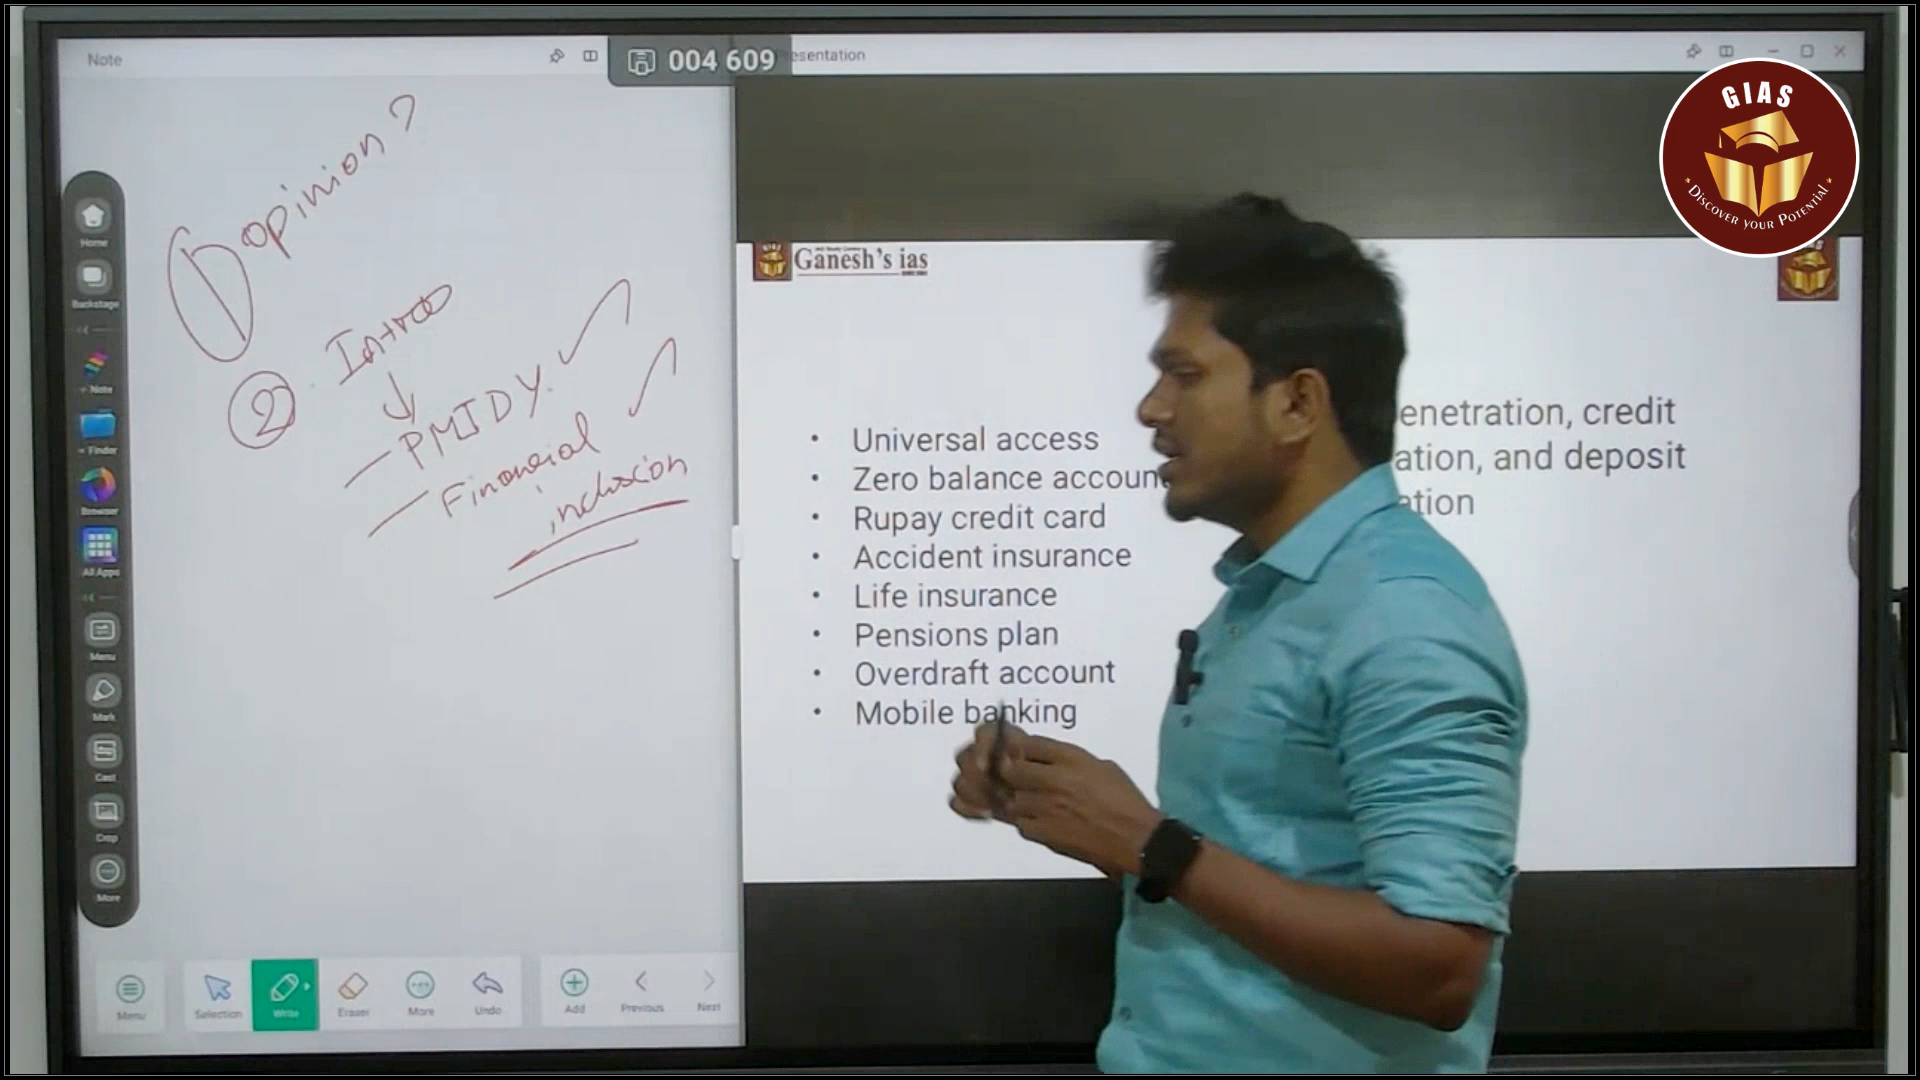 Note
004 609
esentation
GIAS
DISCOVER YOUR POTENTIAL
opinion?
② Intro
PMJDY
Financial
inclusion
Ganesh's ias
Universal access
Zero balance accoun
Rupay credit card
Accident insurance
Life insurance
Pensions plan
Overdraft account
Mobile banking
enetration, credit
ation, and deposit
ation
Home
Backstage
Note
Finder
Browser
All Apps
Menu
Mark
Cast
Crop
More
Menu
Selection
Write
Eraser
More
Undo
Add
Previous
Next